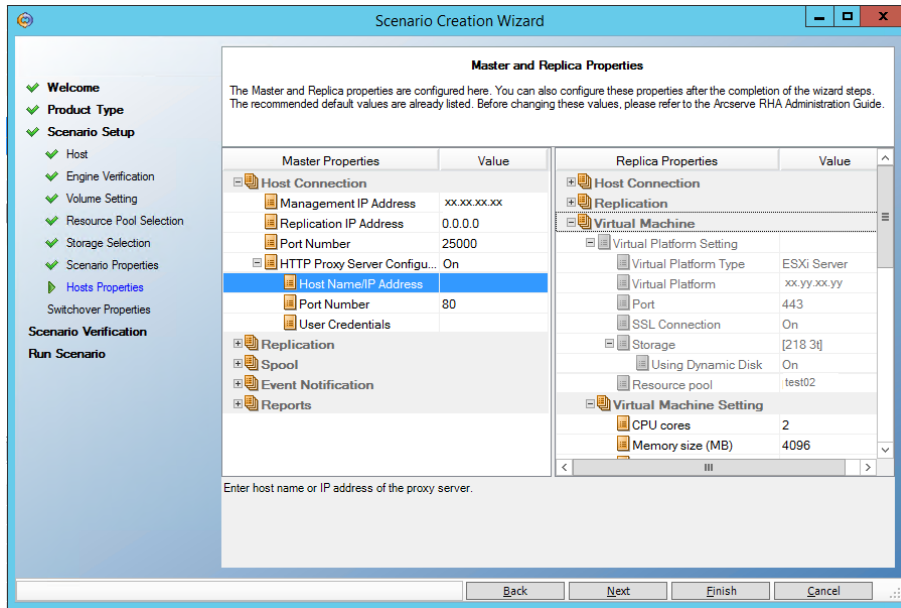 Scenario Creation Wizard
Welcome
Product Type
Scenario Setup
Host
Engine Verification
Volume Setting
Resource Pool Selection
Storage Selection
Scenario Properties
Hosts Properties
Switchover Properties
Scenario Verification
Run Scenario
Master and Replica Properties
The Master and Replica properties are configured here. You can also configure these properties after the completion of the wizard steps.
The recommended default values are already listed. Before changing these values, please refer to the Arcserve RHA Administration Guide.
Master Properties Value
Host Connection
Management IP Address xx.xx.xx.xx
Replication IP Address 0.0.0.0
Port Number 25000
HTTP Proxy Server Configu... On
Host Name/IP Address
Port Number 80
User Credentials
Replication
Spool
Event Notification
Reports
Replica Properties Value
Host Connection
Replication
Virtual Machine
Virtual Platform Setting
Virtual Platform Type ESXi Server
Virtual Platform xx.yy.xx.yy
Port 443
SSL Connection On
Storage [218 3t]
Using Dynamic Disk On
Resource pool test02
Virtual Machine Setting
CPU cores 2
Memory size (MB) 4096
Enter host name or IP address of the proxy server.
Back Next Finish Cancel